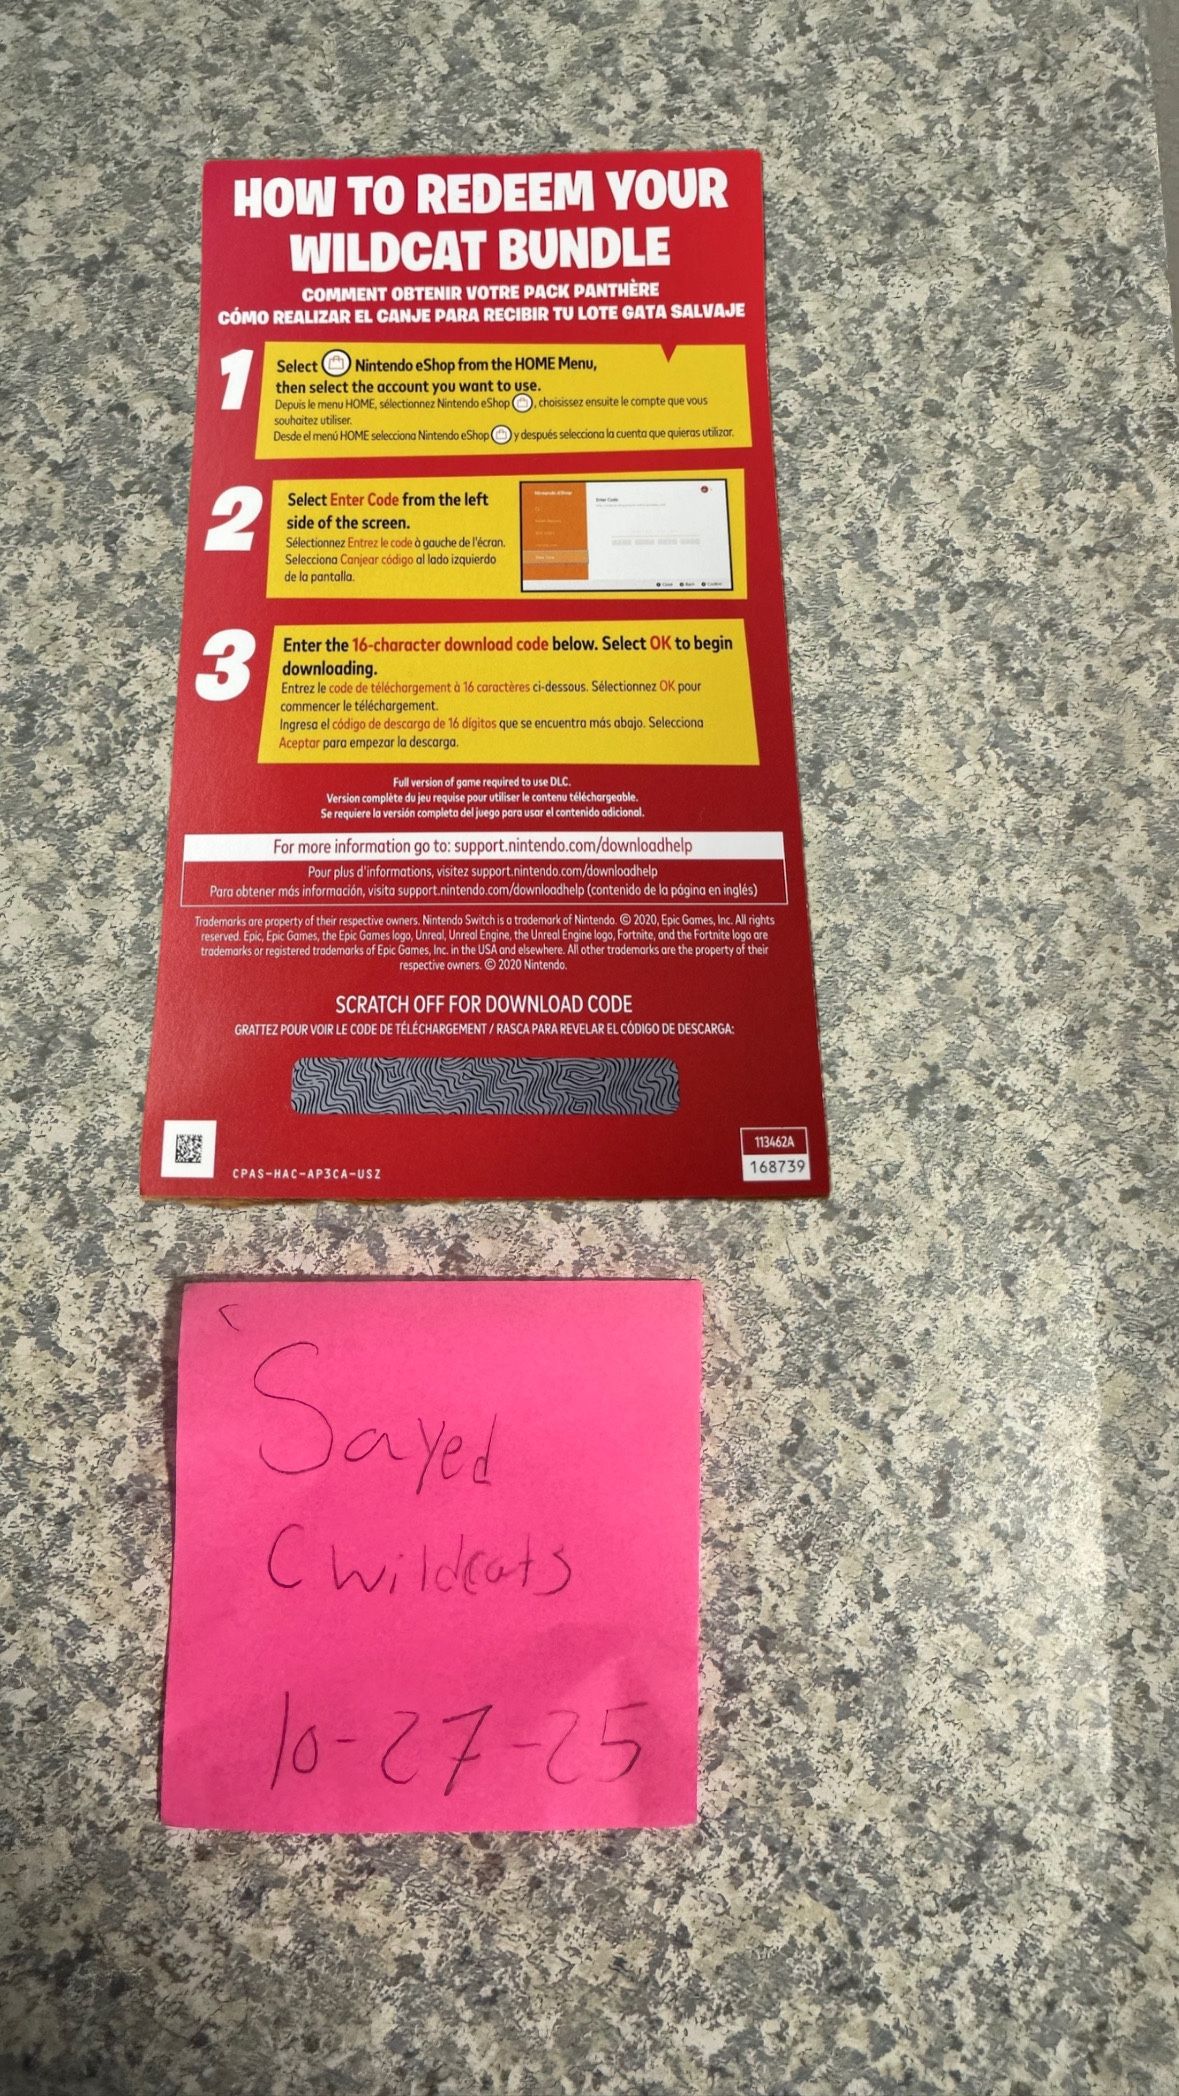 HOW TO REDEEM YOUR
WILDCAT BUNDLE
COMMENT OBTENIR VOTRE PACK PANTHÈRE
CÓMO REALIZAR EL CANJE PARA RECIBIR TU LOTE GATA SALVAJE
1
Select Nintendo eShop from the HOME Menu,
then select the account you want to use.
Depuis le menu HOME, sélectionnez Nintendo eShop , choisissez ensuite le compte que vous
souhaitez utiliser.
Desde el menú HOME selecciona Nintendo eShop y después selecciona la cuenta que quieras utilizar.
2
Select Enter Code from the left
side of the screen.
Sélectionnez Entrez le code à gauche de l'écran.
Selecciona Canjear código al lado izquierdo
de la pantalla.
Nintendo eShop
Enter Code
3
Enter the 16-character download code below. Select OK to begin
downloading.
Entrez le code de téléchargement à 16 caractères ci-dessous. Sélectionnez OK pour
commencer le téléchargement.
Ingresa el código de descarga de 16 dígitos que se encuentra más abajo. Selecciona
Aceptar para empezar la descarga.
Full version of game required to use DLC.
Version complète du jeu requise pour utiliser le contenu téléchargeable.
Se requiere la versión completa del juego para usar el contenido adicional.
For more information go to: support.nintendo.com/downloadhelp
Pour plus d'informations, visitez support.nintendo.com/downloadhelp
Para obtener más información, visita support.nintendo.com/downloadhelp (contenido de la página en inglés)
Trademarks are property of their respective owners. Nintendo Switch is a trademark of Nintendo. © 2020, Epic Games, Inc. All rights
reserved. Epic, Epic Games, the Epic Games logo, Unreal, Unreal Engine, the Unreal Engine logo, Fortnite, and the Fortnite logo are
trademarks or registered trademarks of Epic Games, Inc. in the USA and elsewhere. All other trademarks are the property of their
respective owners. © 2020 Nintendo.
SCRATCH OFF FOR DOWNLOAD CODE
GRATTEZ POUR VOIR LE CODE DE TÉLÉCHARGEMENT / RASCA PARA REVELAR EL CÓDIGO DE DESCARGA:
CPAS-HAC-AP3CA-USZ
113462A
168739
Sayed
C wildcats
10-27-25